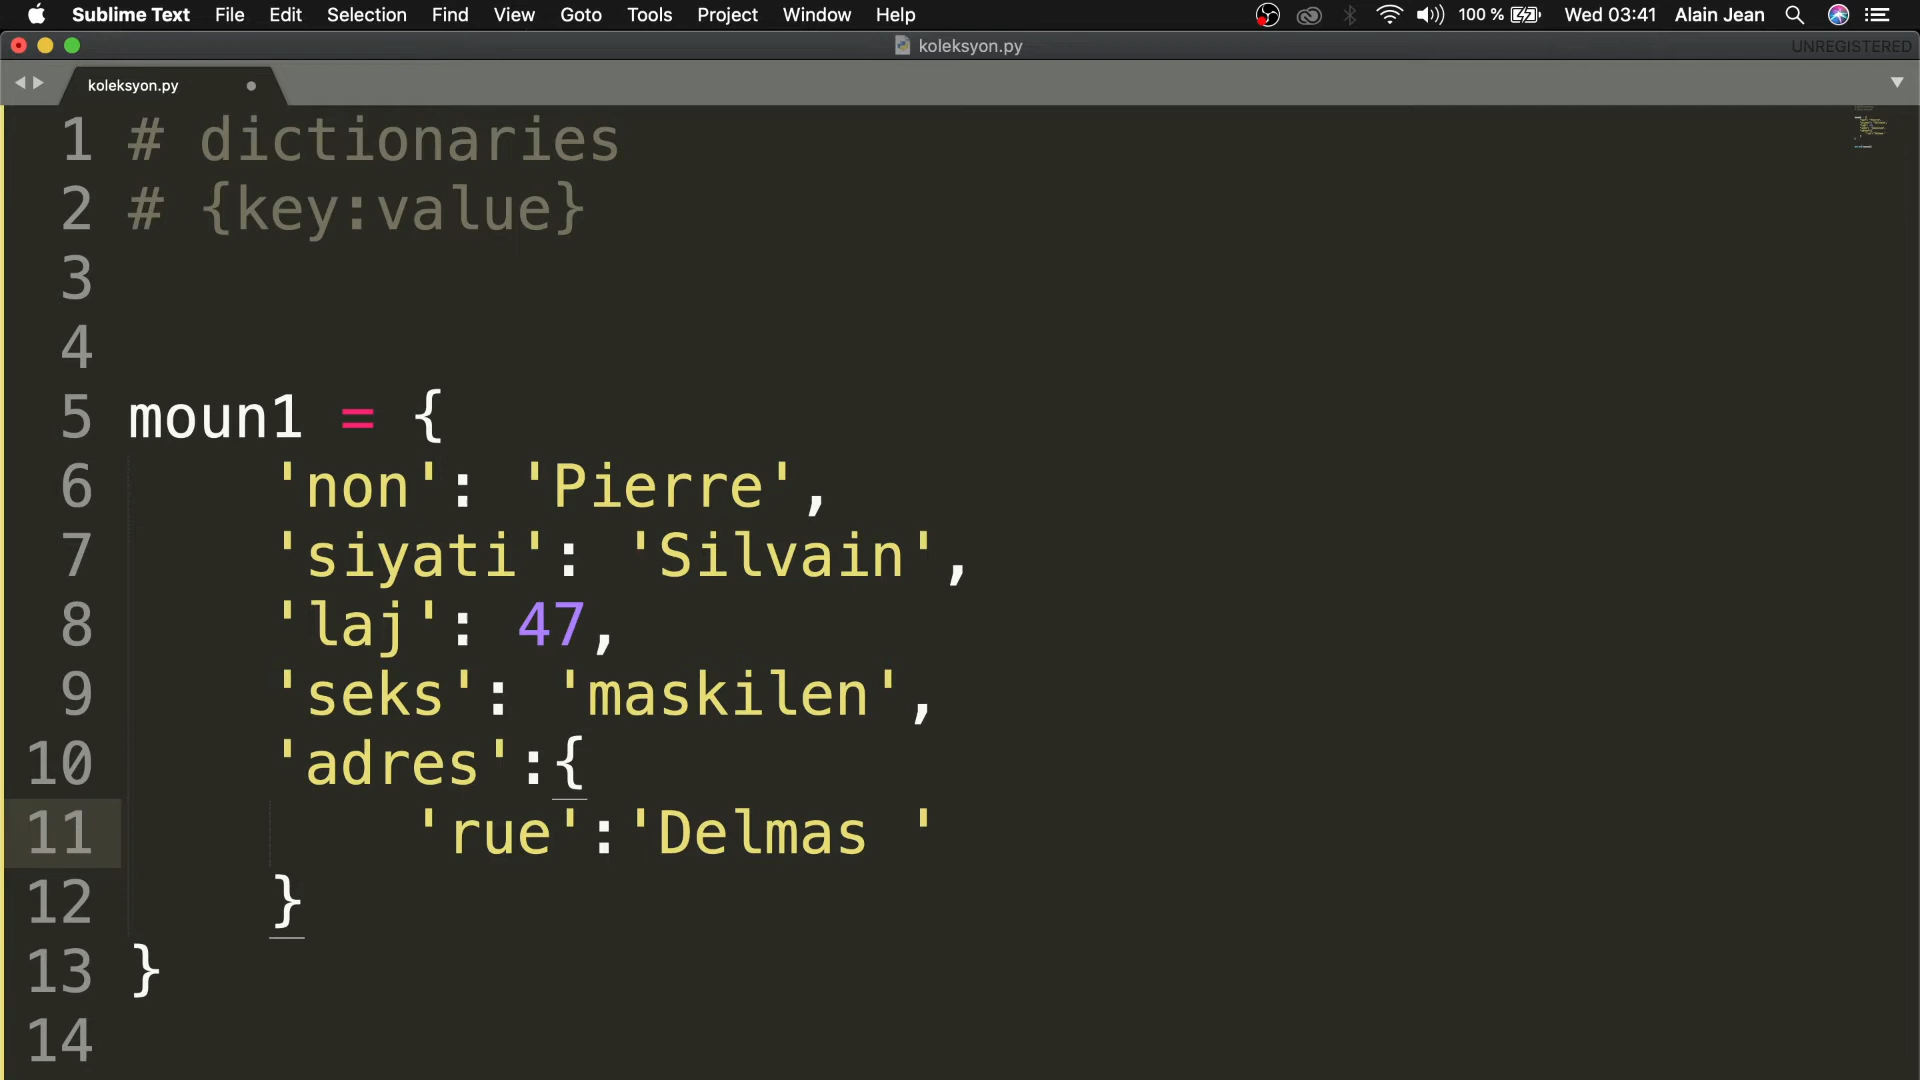 Sublime Text File Edit Selection Find View Goto Tools Project Window Help 100 % Wed 03:41 Alain Jean
koleksyon.py UNREGISTERED
koleksyon.py
1 # dictionaries
2 # {key:value}
3
4
5 moun1 = {
6 'non': 'Pierre',
7 'siyati': 'Silvain',
8 'laj': 47,
9 'seks': 'maskilen',
10 'adres':{
11 'rue':'Delmas '
12 }
13 }
14